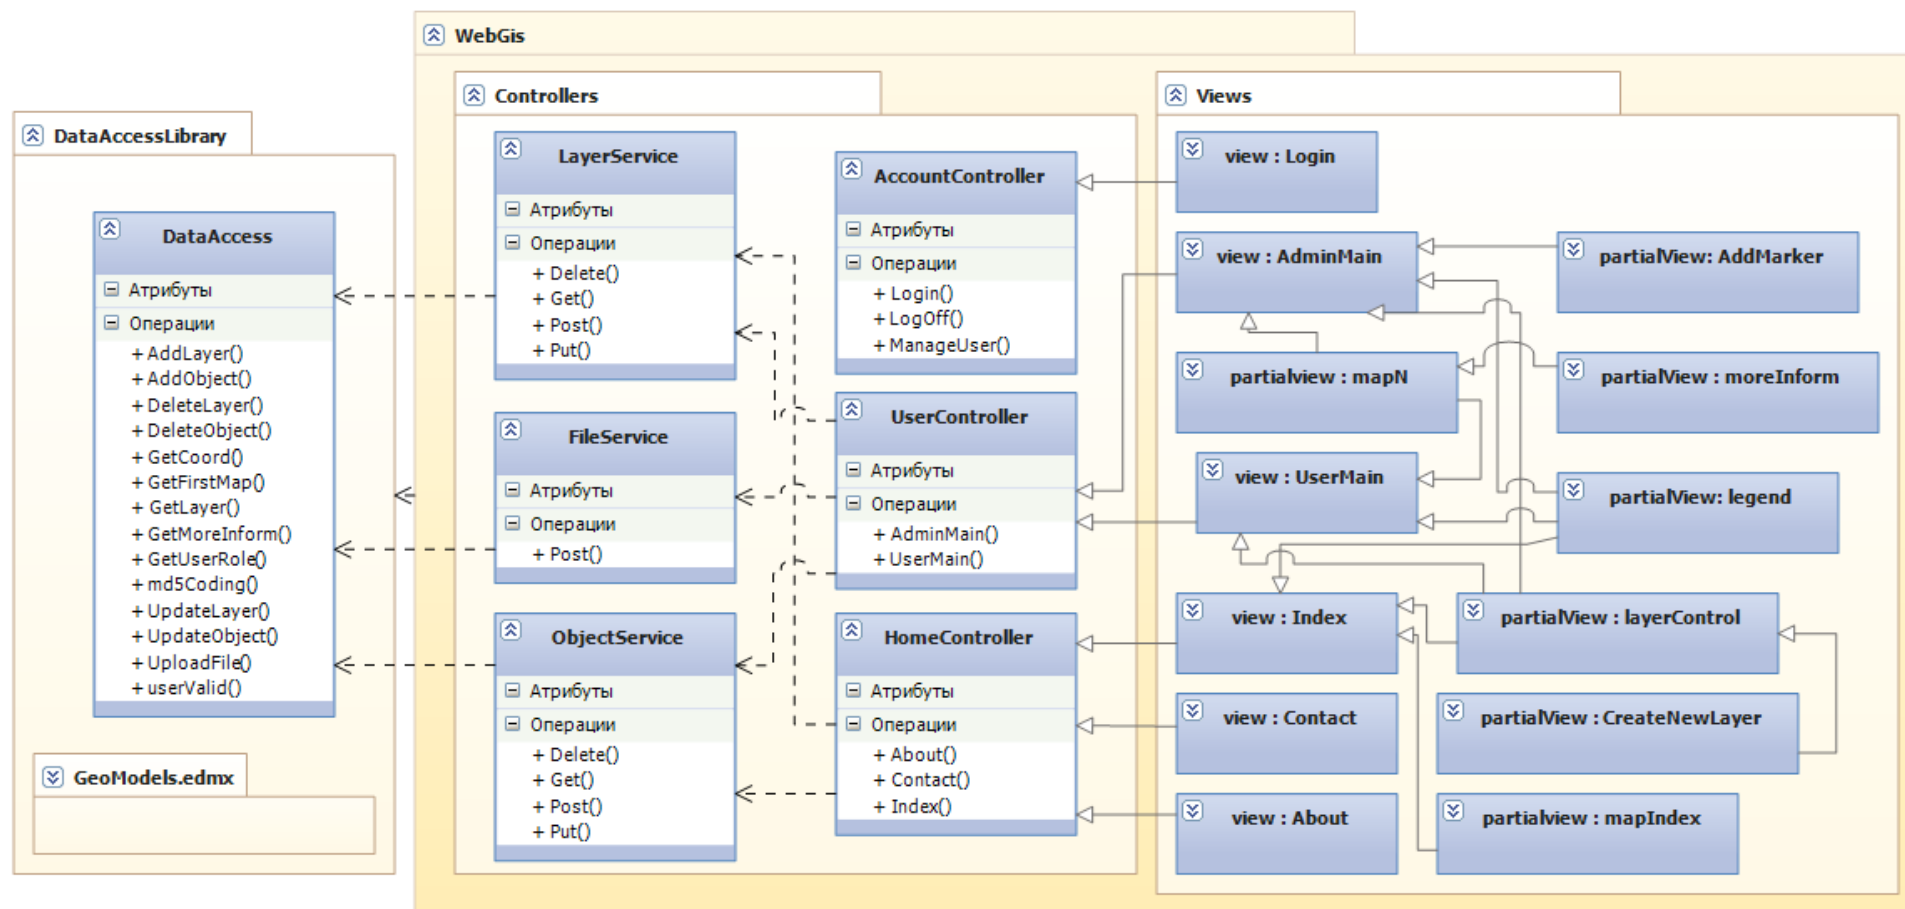 WebGis
DataAccessLibrary
DataAccess
Атрибуты
Операции
+ AddLayer()
+ AddObject()
+ DeleteLayer()
+ DeleteObject()
+ GetCoord()
+ GetFirstMap()
+ GetLayer()
+ GetMoreInform()
+ GetUserRole()
+ md5Coding()
+ UpdateLayer()
+ UpdateObject()
+ UploadFile()
+ userValid()
GeoModels.edmx
Controllers
LayerService
Атрибуты
Операции
+ Delete()
+ Get()
+ Post()
+ Put()
FileService
Атрибуты
Операции
+ Post()
ObjectService
Атрибуты
Операции
+ Delete()
+ Get()
+ Post()
+ Put()
AccountController
Атрибуты
Операции
+ Login()
+ LogOff()
+ ManageUser()
UserController
Атрибуты
Операции
+ AdminMain()
+ UserMain()
HomeController
Атрибуты
Операции
+ About()
+ Contact()
+ Index()
Views
view : Login
view : AdminMain
partialView: AddMarker
partialview : mapN
partialView : moreInform
view : UserMain
partialView: legend
view : Index
partialView : layerControl
view : Contact
partialView : CreateNewLayer
view : About
partialview : mapIndex